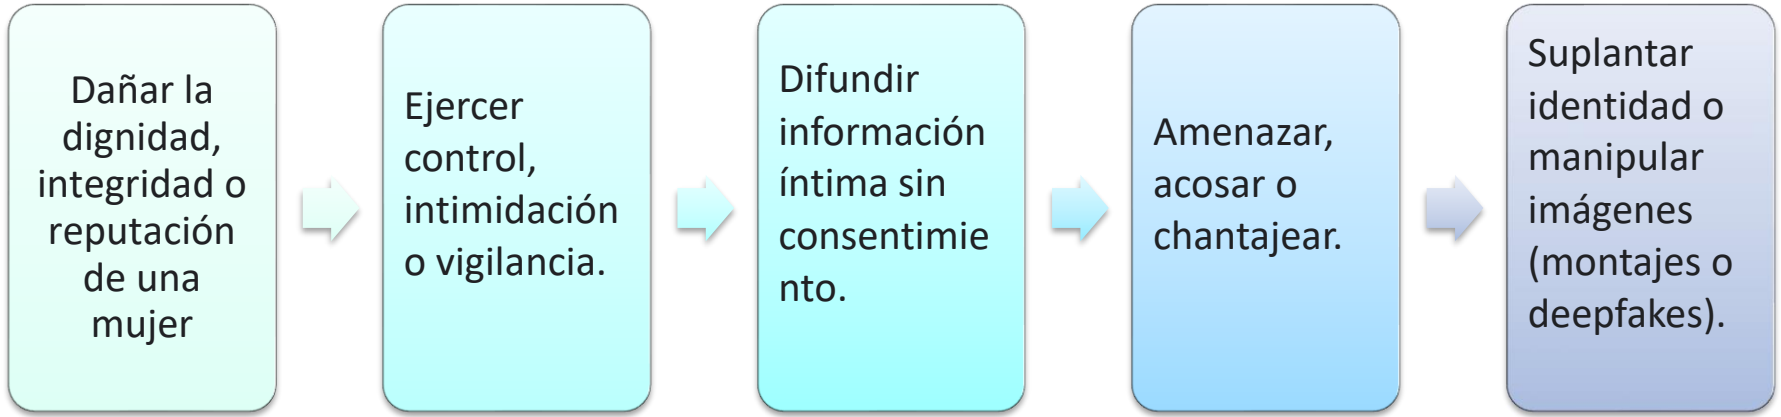 Dañar la
dignidad,
integridad o
reputación
de una
mujer
Ejercer
control,
intimidación
o vigilancia.
Difundir
información
íntima sin
consentimie
nto.
Amenazar,
acosar o
chantajear.
Suplantar
identidad o
manipular
imágenes
(montajes o
deepfakes).